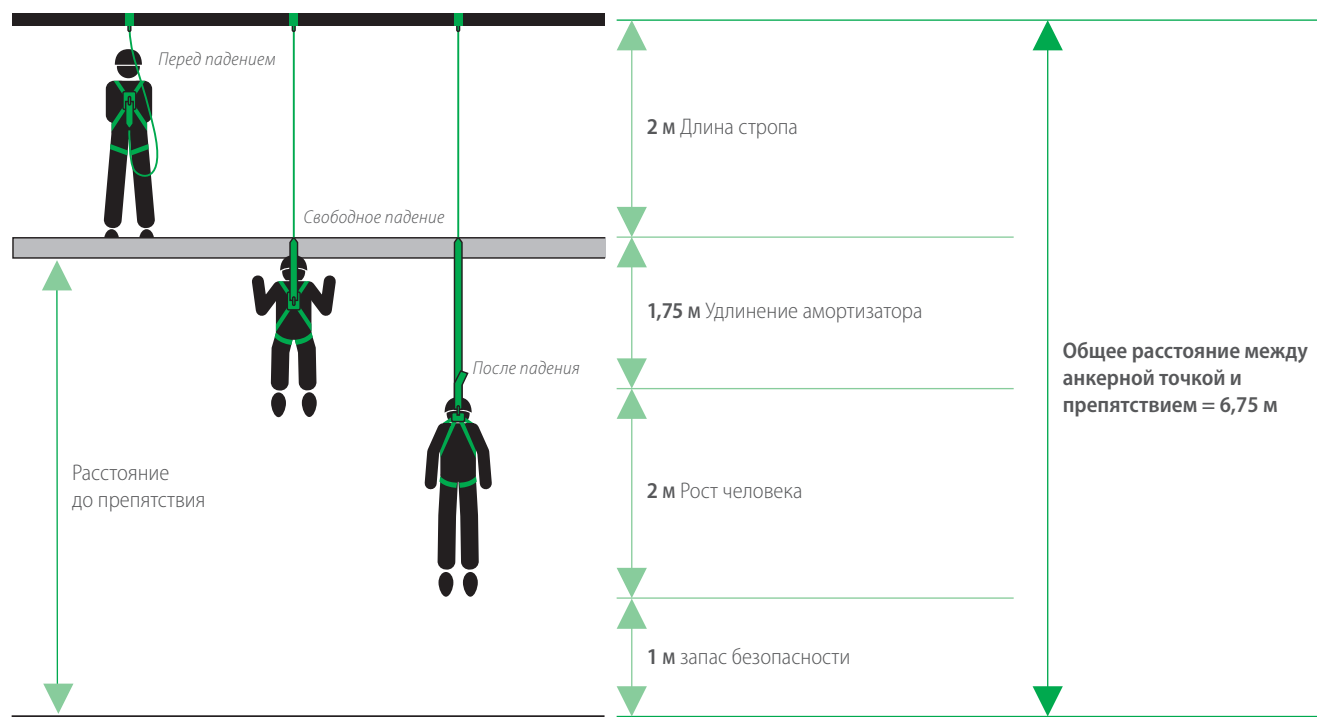 Перед падением
Свободное падение
После падения
Расстояние
до препятствия
2 м Длина стропа
1,75 м Удлинение амортизатора
2 м Рост человека
1 м запас безопасности
Общее расстояние между
анкерной точкой и
препятствием = 6,75 м